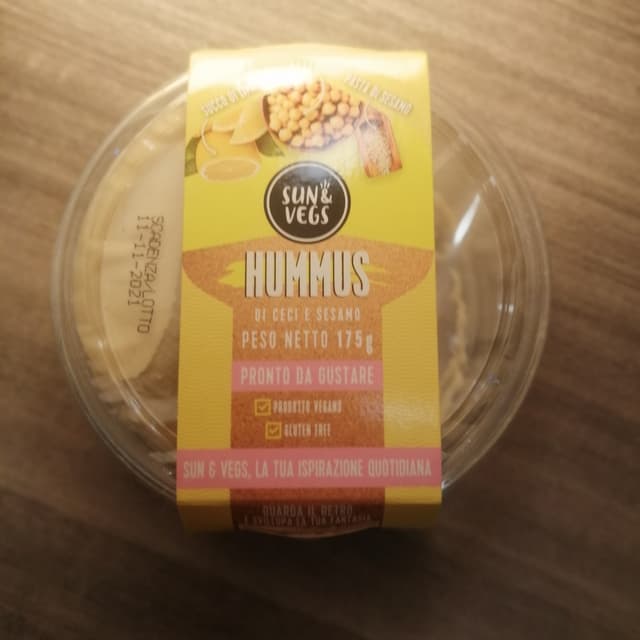 SUCCO DI
PASTA DI SESAMO
SUN &
VEGS
HUMMUS
DI CECI E SESAMO
PESO NETTO 175g
PRONTO DA GUSTARE
PRODOTTO VEGANO
GLUTEN FREE
SUN & VEGS, LA TUA ISPIRAZIONE QUOTIDIANA
GUARDA IL RETRO
E SVILUPPA LA TUA FANTASIA
SCADENZA/LOTTO
11-11-2021